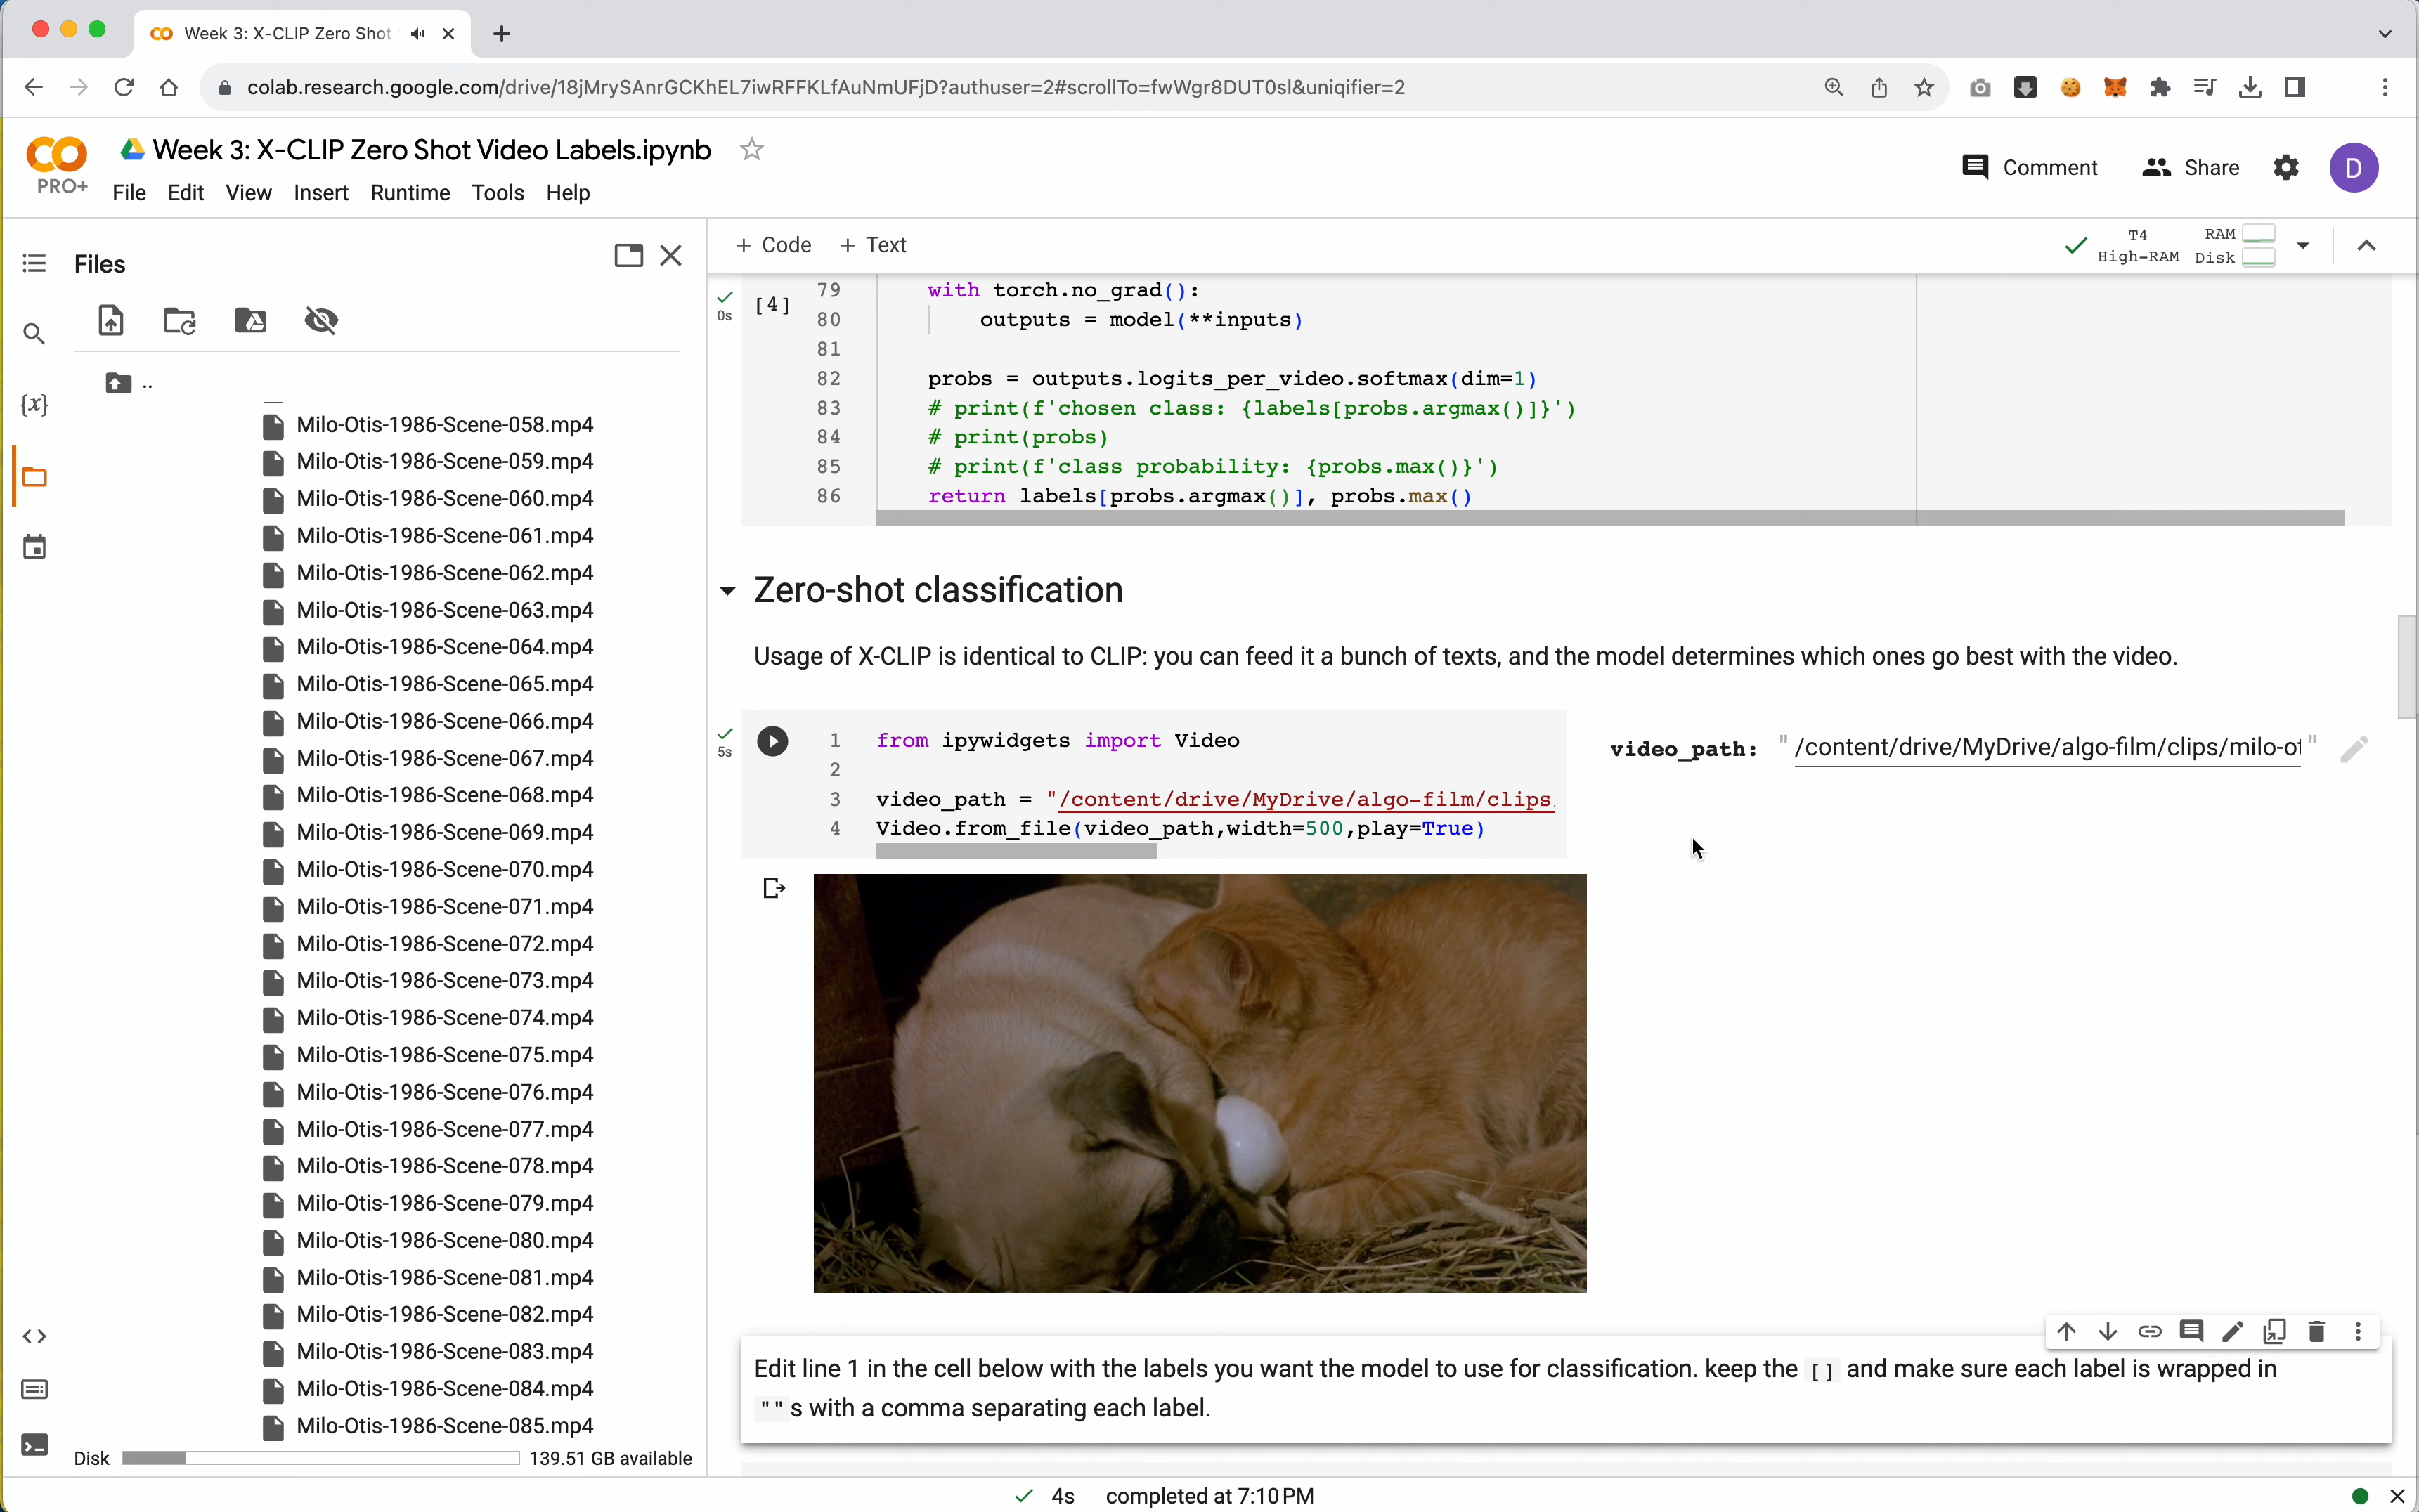 Week 3: X-CLIP Zero Shot
colab.research.google.com/drive/18jMrySAnrGCKhEL7iwRFFKLfAuNmUFjD?authuser=2#scrollTo=fwWgr8DUT0sl&uniqifier=2
CO
PRO+
Week 3: X-CLIP Zero Shot Video Labels.ipynb
File Edit View Insert Runtime Tools Help
Comment
Share
D
Files
{x}
..
Milo-Otis-1986-Scene-058.mp4
Milo-Otis-1986-Scene-059.mp4
Milo-Otis-1986-Scene-060.mp4
Milo-Otis-1986-Scene-061.mp4
Milo-Otis-1986-Scene-062.mp4
Milo-Otis-1986-Scene-063.mp4
Milo-Otis-1986-Scene-064.mp4
Milo-Otis-1986-Scene-065.mp4
Milo-Otis-1986-Scene-066.mp4
Milo-Otis-1986-Scene-067.mp4
Milo-Otis-1986-Scene-068.mp4
Milo-Otis-1986-Scene-069.mp4
Milo-Otis-1986-Scene-070.mp4
Milo-Otis-1986-Scene-071.mp4
Milo-Otis-1986-Scene-072.mp4
Milo-Otis-1986-Scene-073.mp4
Milo-Otis-1986-Scene-074.mp4
Milo-Otis-1986-Scene-075.mp4
Milo-Otis-1986-Scene-076.mp4
Milo-Otis-1986-Scene-077.mp4
Milo-Otis-1986-Scene-078.mp4
Milo-Otis-1986-Scene-079.mp4
Milo-Otis-1986-Scene-080.mp4
Milo-Otis-1986-Scene-081.mp4
Milo-Otis-1986-Scene-082.mp4
Milo-Otis-1986-Scene-083.mp4
Milo-Otis-1986-Scene-084.mp4
Milo-Otis-1986-Scene-085.mp4
Disk 139.51 GB available
+ Code + Text
T4
High-RAM
RAM
Disk
0s
[4]
79 with torch.no_grad():
80 outputs = model(**inputs)
81
82 probs = outputs.logits_per_video.softmax(dim=1)
83 # print(f'chosen class: {labels[probs.argmax()]}')
84 # print(probs)
85 # print(f'class probability: {probs.max()}')
86 return labels[probs.argmax()], probs.max()
Zero-shot classification
Usage of X-CLIP is identical to CLIP: you can feed it a bunch of texts, and the model determines which ones go best with the video.
5s
1 from ipywidgets import Video
2
3 video_path = "/content/drive/MyDrive/algo-film/clips
4 Video.from_file(video_path,width=500,play=True)
video_path: "/content/drive/MyDrive/algo-film/clips/milo-ot"
Edit line 1 in the cell below with the labels you want the model to use for classification. keep the [] and make sure each label is wrapped in
""s with a comma separating each label.
4s completed at 7:10 PM